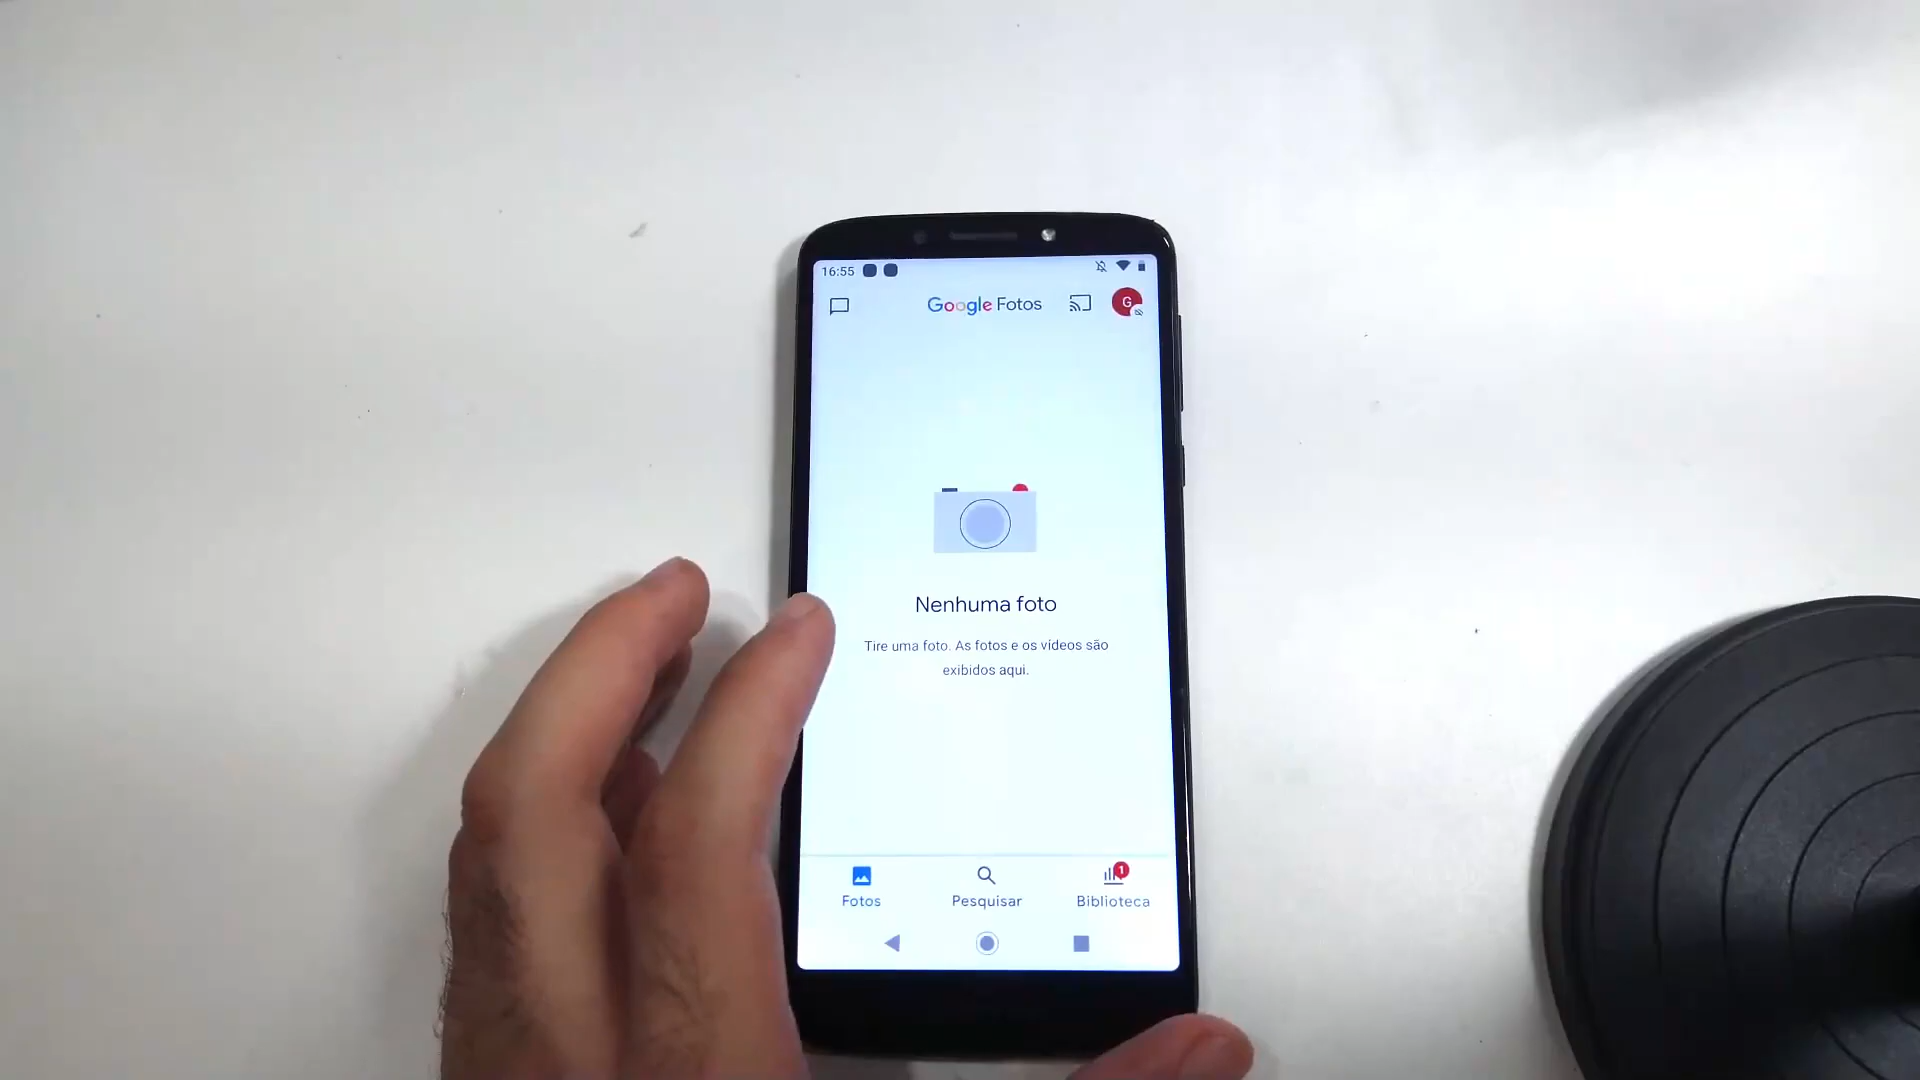 16:55
Google Fotos
G
Nenhuma foto
Tire uma foto. As fotos e os vídeos são
exibidos aqui.
1
Fotos
Pesquisar
Biblioteca